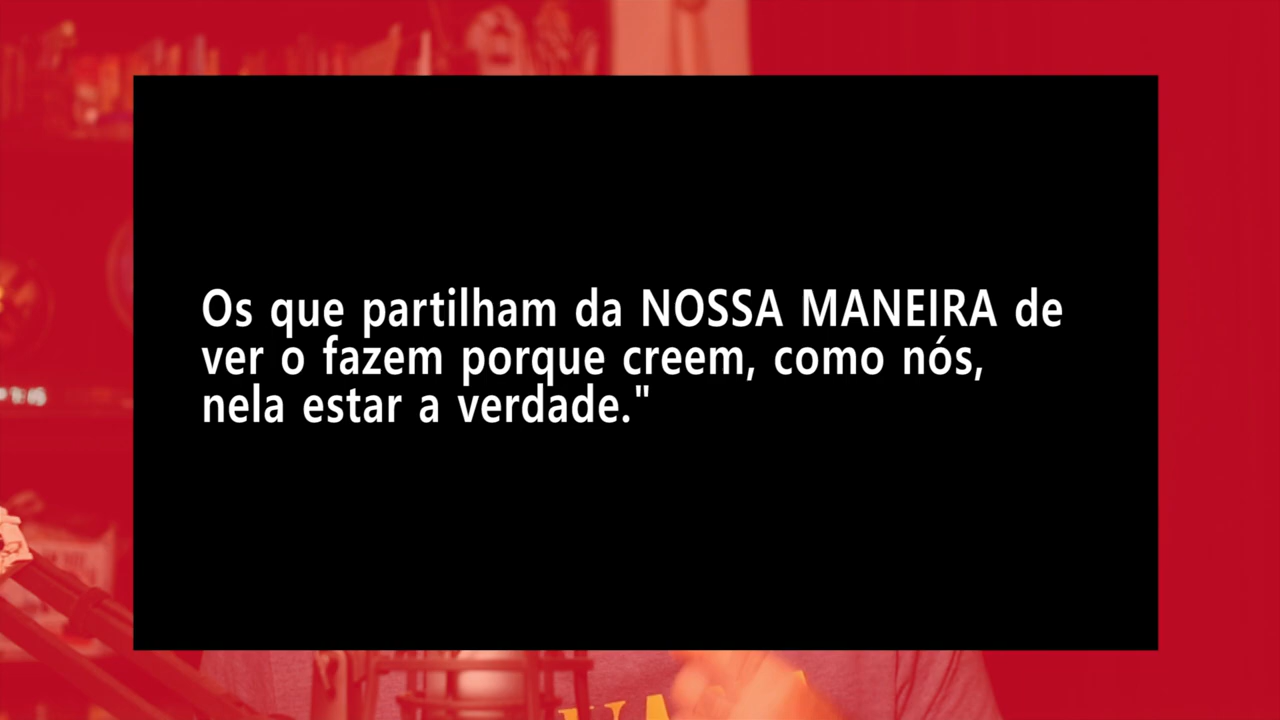 Os que partilham da NOSSA MANEIRA de
ver o fazem porque creem, como nós,
nela estar a verdade."